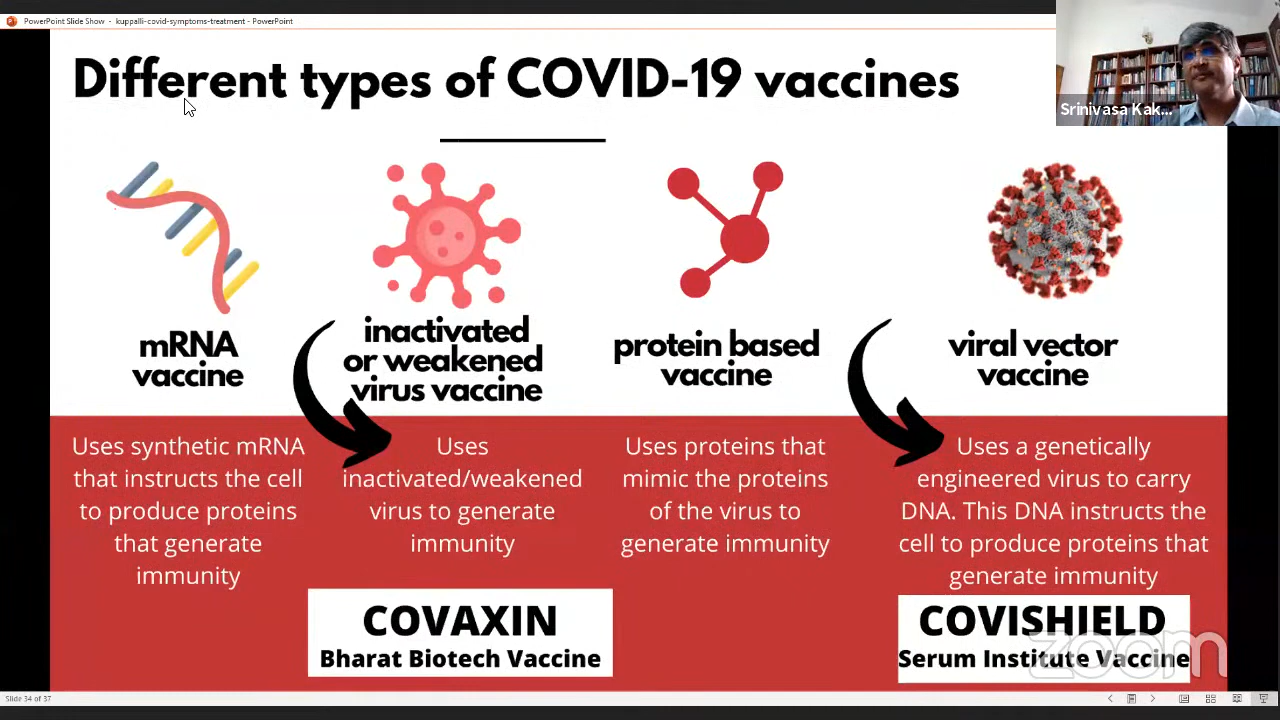 PowerPoint Slide Show - kuppalli-covid-symptoms-treatment - PowerPoint
Different types of COVID-19 vaccines
Srinivasa Kak...
mRNA
vaccine
inactivated
or weakened
virus vaccine
protein based
vaccine
viral vector
vaccine
Uses synthetic mRNA
that instructs the cell
to produce proteins
that generate
immunity
Uses
inactivated/weakened
virus to generate
immunity
Uses proteins that
mimic the proteins
of the virus to
generate immunity
Uses a genetically
engineered virus to carry
DNA. This DNA instructs the
cell to produce proteins that
generate immunity
COVAXIN
Bharat Biotech Vaccine
COVISHIELD
Serum Institute Vaccine
zoom
Slide 34 of 37